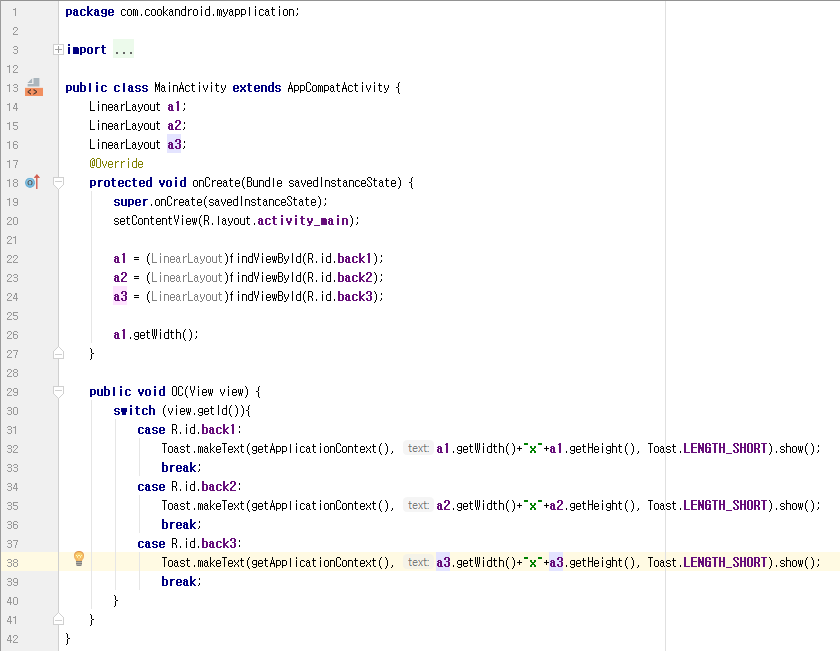 1 package com.cookandroid.myapplication;
2
3 import ...
12
13 public class MainActivity extends AppCompatActivity {
14 LinearLayout a1;
15 LinearLayout a2;
16 LinearLayout a3;
17 @Override
18 protected void onCreate(Bundle savedInstanceState) {
19 super.onCreate(savedInstanceState);
20 setContentView(R.layout.activity_main);
21
22 a1 = (LinearLayout)findViewById(R.id.back1);
23 a2 = (LinearLayout)findViewById(R.id.back2);
24 a3 = (LinearLayout)findViewById(R.id.back3);
25
26 a1.getWidth();
27 }
28
29 public void OC(View view) {
30 switch (view.getId()){
31 case R.id.back1:
32 Toast.makeText(getApplicationContext(), text: a1.getWidth()+"x"+a1.getHeight(), Toast.LENGTH_SHORT).show();
33 break;
34 case R.id.back2:
35 Toast.makeText(getApplicationContext(), text: a2.getWidth()+"x"+a2.getHeight(), Toast.LENGTH_SHORT).show();
36 break;
37 case R.id.back3:
38 Toast.makeText(getApplicationContext(), text: a3.getWidth()+"x"+a3.getHeight(), Toast.LENGTH_SHORT).show();
39 break;
40 }
41 }
42 }